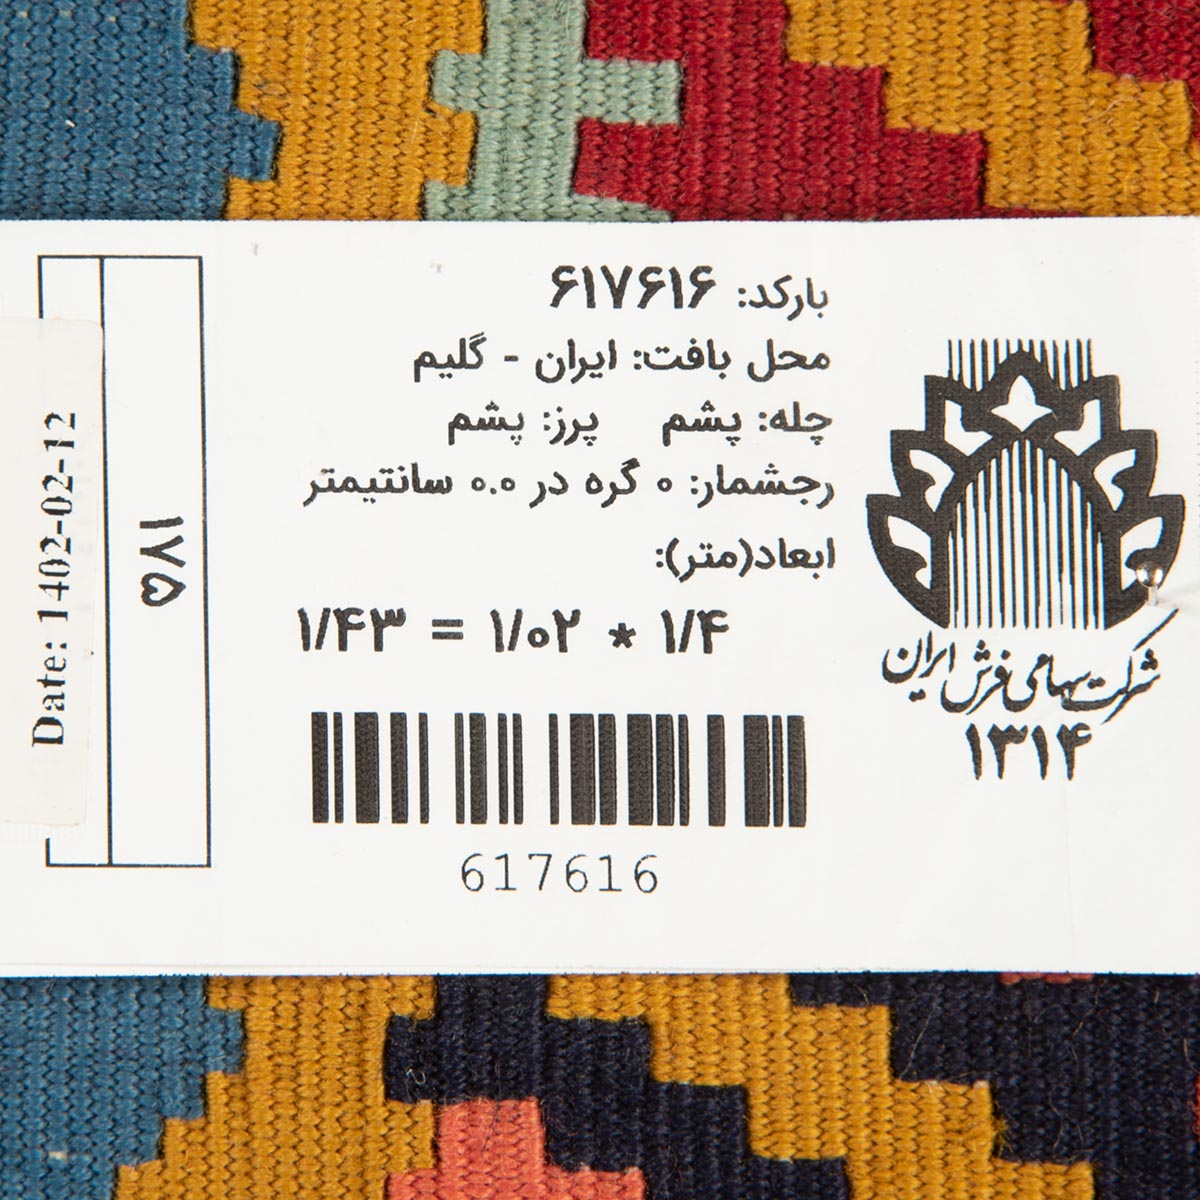 بارکد: ۶۱۷۶۱۶
محل بافت: ایران - گلیم
چله: پشم پرز: پشم
رجشمار: ۰ گره در ۰.۰ سانتیمتر
ابعاد(متر):
۱/۴ * ۱/۰۲ = ۱/۴۳
617616
شرکت سهامی فرش ایران
۱۳۱۴
۱۷۵
Date: 1402-02-12